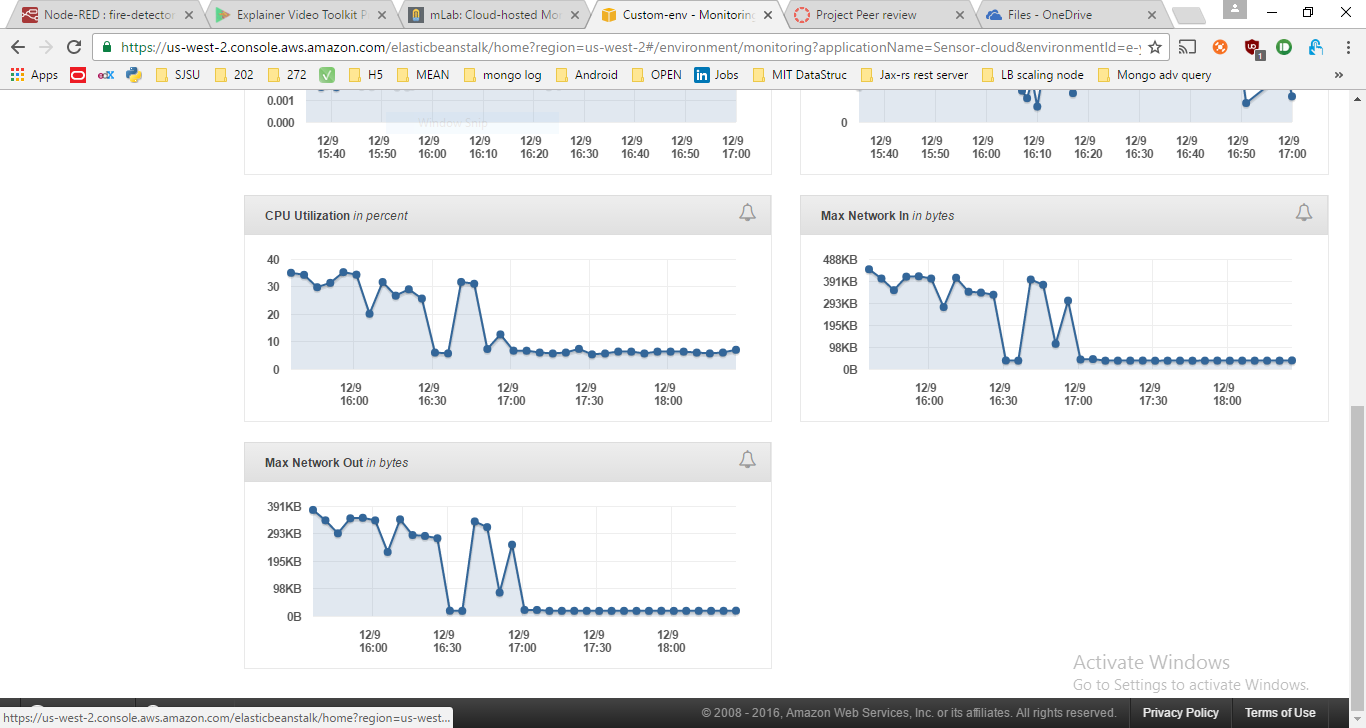 Node-RED : fire-detector
Explainer Video Toolkit P
mLab: Cloud-hosted Mo
Custom-env - Monitoring
Project Peer review
Files - OneDrive
https://us-west-2.console.aws.amazon.com/elasticbeanstalk/home?region=us-west-2#/environment/monitoring?applicationName=Sensor-cloud&environmentId=e-y
1
Apps
edX
SJSU
202
272
H5
MEAN
mongo log
Android
OPEN
Jobs
MIT DataStruc
Jax-rs rest server
LB scaling node
Mongo adv query
»
0.001
0.000
Window Snip
12/9 12/9 12/9 12/9 12/9 12/9 12/9 12/9 12/9
15:40 15:50 16:00 16:10 16:20 16:30 16:40 16:50 17:00
0
12/9 12/9 12/9 12/9 12/9 12/9 12/9 12/9 12/9
15:40 15:50 16:00 16:10 16:20 16:30 16:40 16:50 17:00
CPU Utilization in percent
40
30
20
10
0
12/9 12/9 12/9 12/9 12/9
16:00 16:30 17:00 17:30 18:00
Max Network In in bytes
488KB
391KB
293KB
195KB
98KB
0B
12/9 12/9 12/9 12/9 12/9
16:00 16:30 17:00 17:30 18:00
Max Network Out in bytes
391KB
293KB
195KB
98KB
0B
12/9 12/9 12/9 12/9 12/9
16:00 16:30 17:00 17:30 18:00
Activate Windows
Go to Settings to activate Windows.
https://us-west-2.console.aws.amazon.com/elasticbeanstalk/home?region=us-west...
© 2008 - 2016, Amazon Web Services, Inc. or its affiliates. All rights reserved.
Privacy Policy
Terms of Use